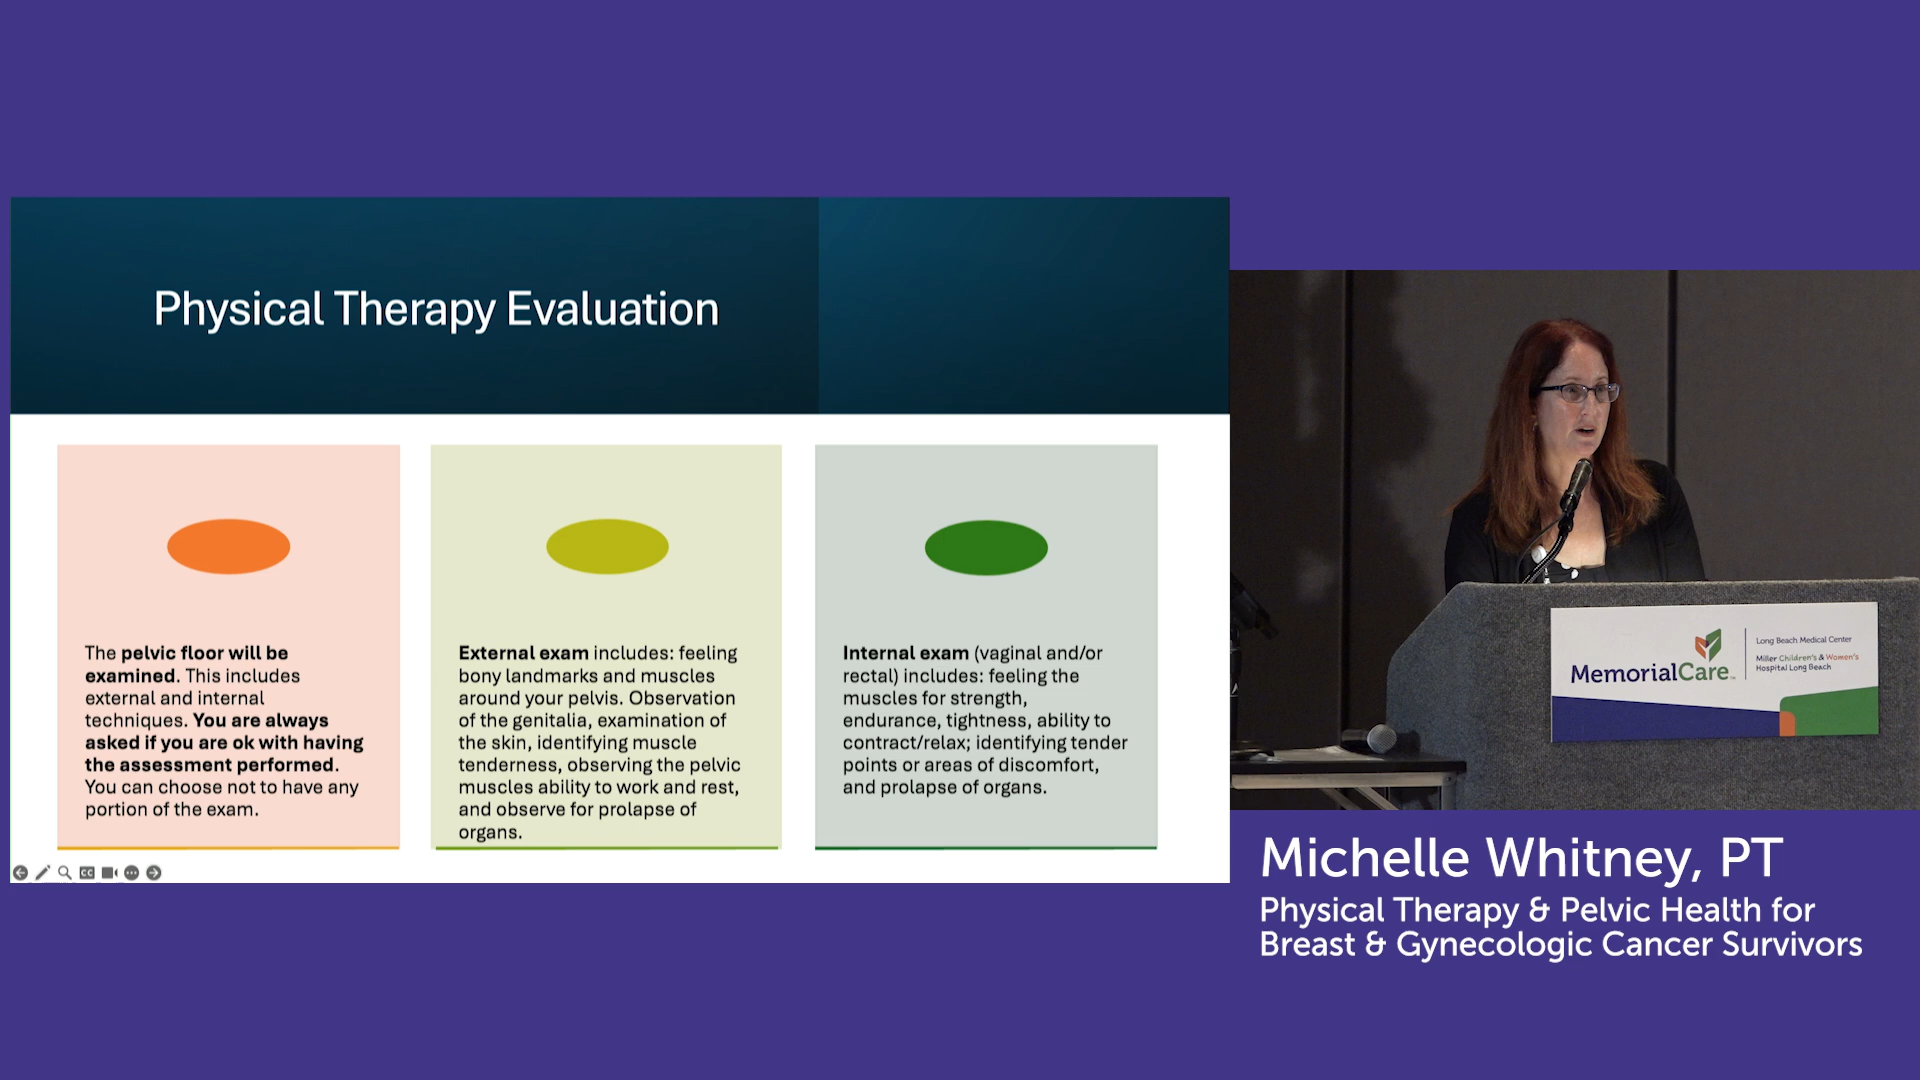 Physical Therapy Evaluation
The pelvic floor will be
examined. This includes
external and internal
techniques. You are always
asked if you are ok with having
the assessment performed.
You can choose not to have any
portion of the exam.
External exam includes: feeling
bony landmarks and muscles
around your pelvis. Observation
of the genitalia, examination of
the skin, identifying muscle
tenderness, observing the pelvic
muscles ability to work and rest,
and observe for prolapse of
organs.
Internal exam (vaginal and/or
rectal) includes: feeling the
muscles for strength,
endurance, tightness, ability to
contract/relax; identifying tender
points or areas of discomfort,
and prolapse of organs.
CC
MemorialCare™
Long Beach Medical Center
Miller Children's & Women's
Hospital Long Beach
Michelle Whitney, PT
Physical Therapy & Pelvic Health for
Breast & Gynecologic Cancer Survivors